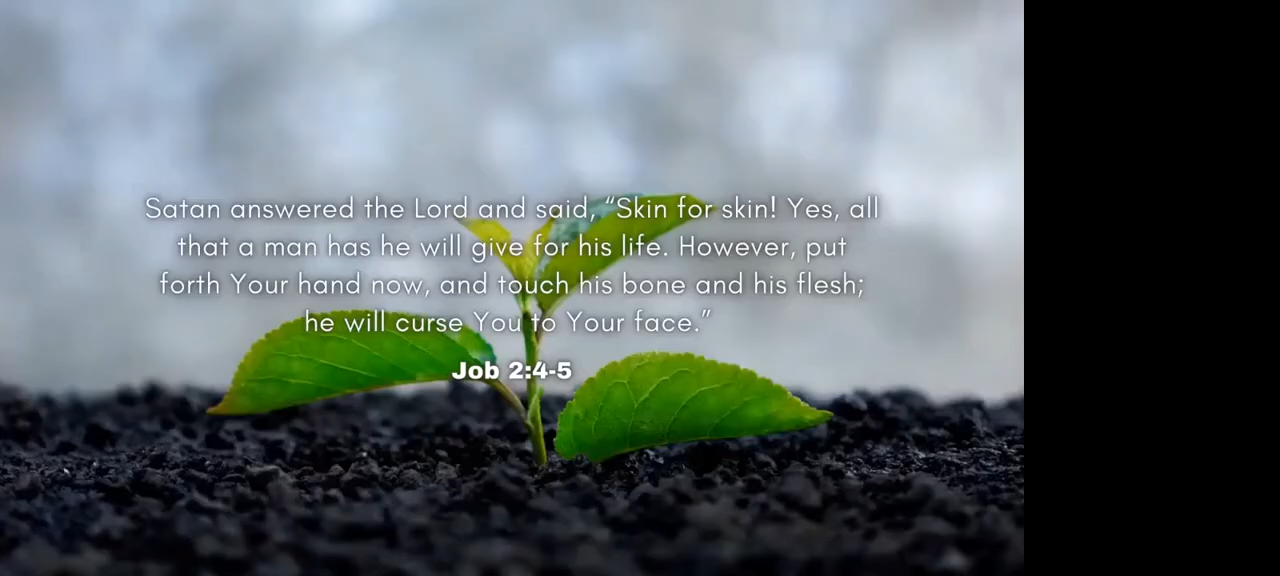 Satan answered the Lord and said, “Skin for skin! Yes, all
that a man has he will give for his life. However, put
forth Your hand now, and touch his bone and his flesh;
he will curse You to Your face.”
Job 2:4-5